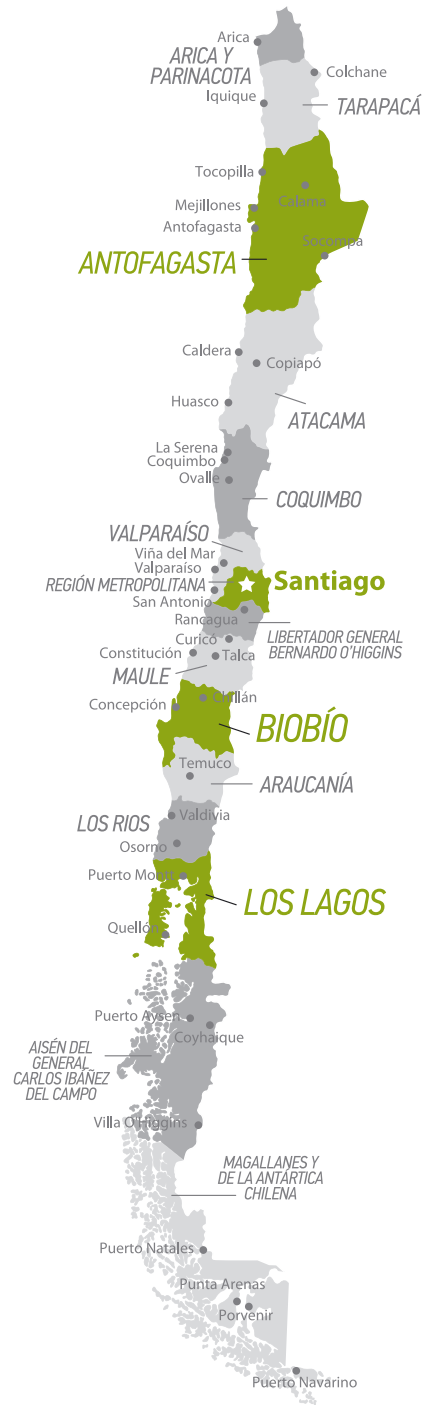 Arica
ARICA Y
PARINACOTA
Colchane
Iquique
TARAPACÁ
Tocopilla
Calama
Mejillones
Antofagasta
Socompa
ANTOFAGASTA
Caldera
Copiapó
Huasco
ATACAMA
La Serena
Coquimbo
Ovalle
COQUIMBO
VALPARAÍSO
Viña del Mar
Valparaíso
REGIÓN METROPOLITANA
Santiago
San Antonio
Rancagua
Curicó
LIBERTADOR GENERAL
BERNARDO O'HIGGINS
Constitución
Talca
MAULE
Chillán
Concepción
BIOBÍO
Temuco
ARAUCANÍA
LOS RIOS
Valdivia
Osorno
Puerto Montt
LOS LAGOS
Quellón
Puerto Aysen
Coyhaique
AISÉN DEL
GENERAL
CARLOS IBÁÑEZ
DEL CAMPO
Villa O'Higgins
MAGALLANES Y
DE LA ANTÁRTICA
CHILENA
Puerto Natales
Punta Arenas
Porvenir
Puerto Navarino